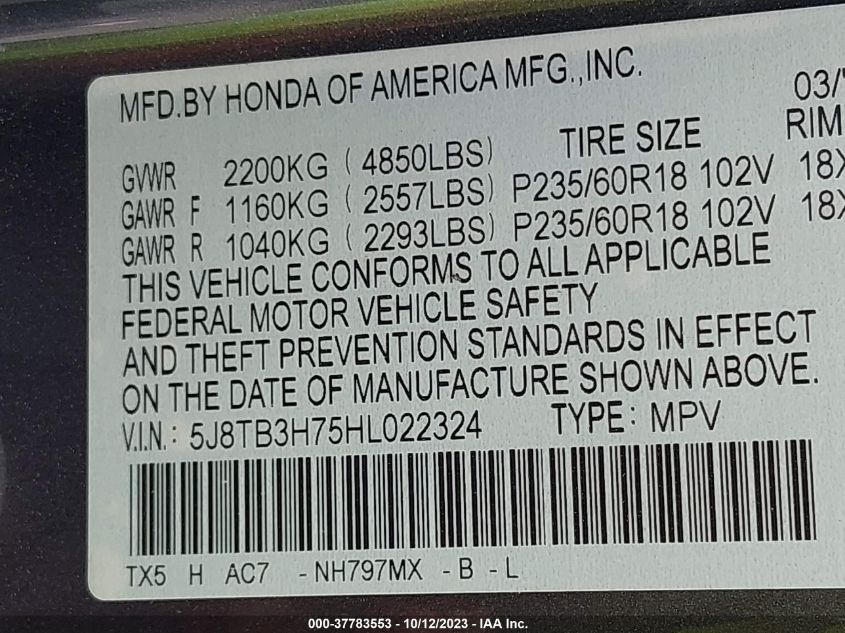 MFD.BY HONDA OF AMERICA MFG.,INC. 03/
TIRE SIZE RIM
GVWR 2200KG ( 4850LBS)
GAWR F 1160KG ( 2557LBS) P235/60R18 102V 18X
GAWR R 1040KG ( 2293LBS) P235/60R18 102V 18X
THIS VEHICLE CONFORMS TO ALL APPLICABLE
FEDERAL MOTOR VEHICLE SAFETY
AND THEFT PREVENTION STANDARDS IN EFFECT
ON THE DATE OF MANUFACTURE SHOWN ABOVE.
V.I.N.: 5J8TB3H75HL022324 TYPE: MPV
TX5 H AC7 -NH797MX -B -L
000-37783553 - 10/12/2023 - IAA Inc.